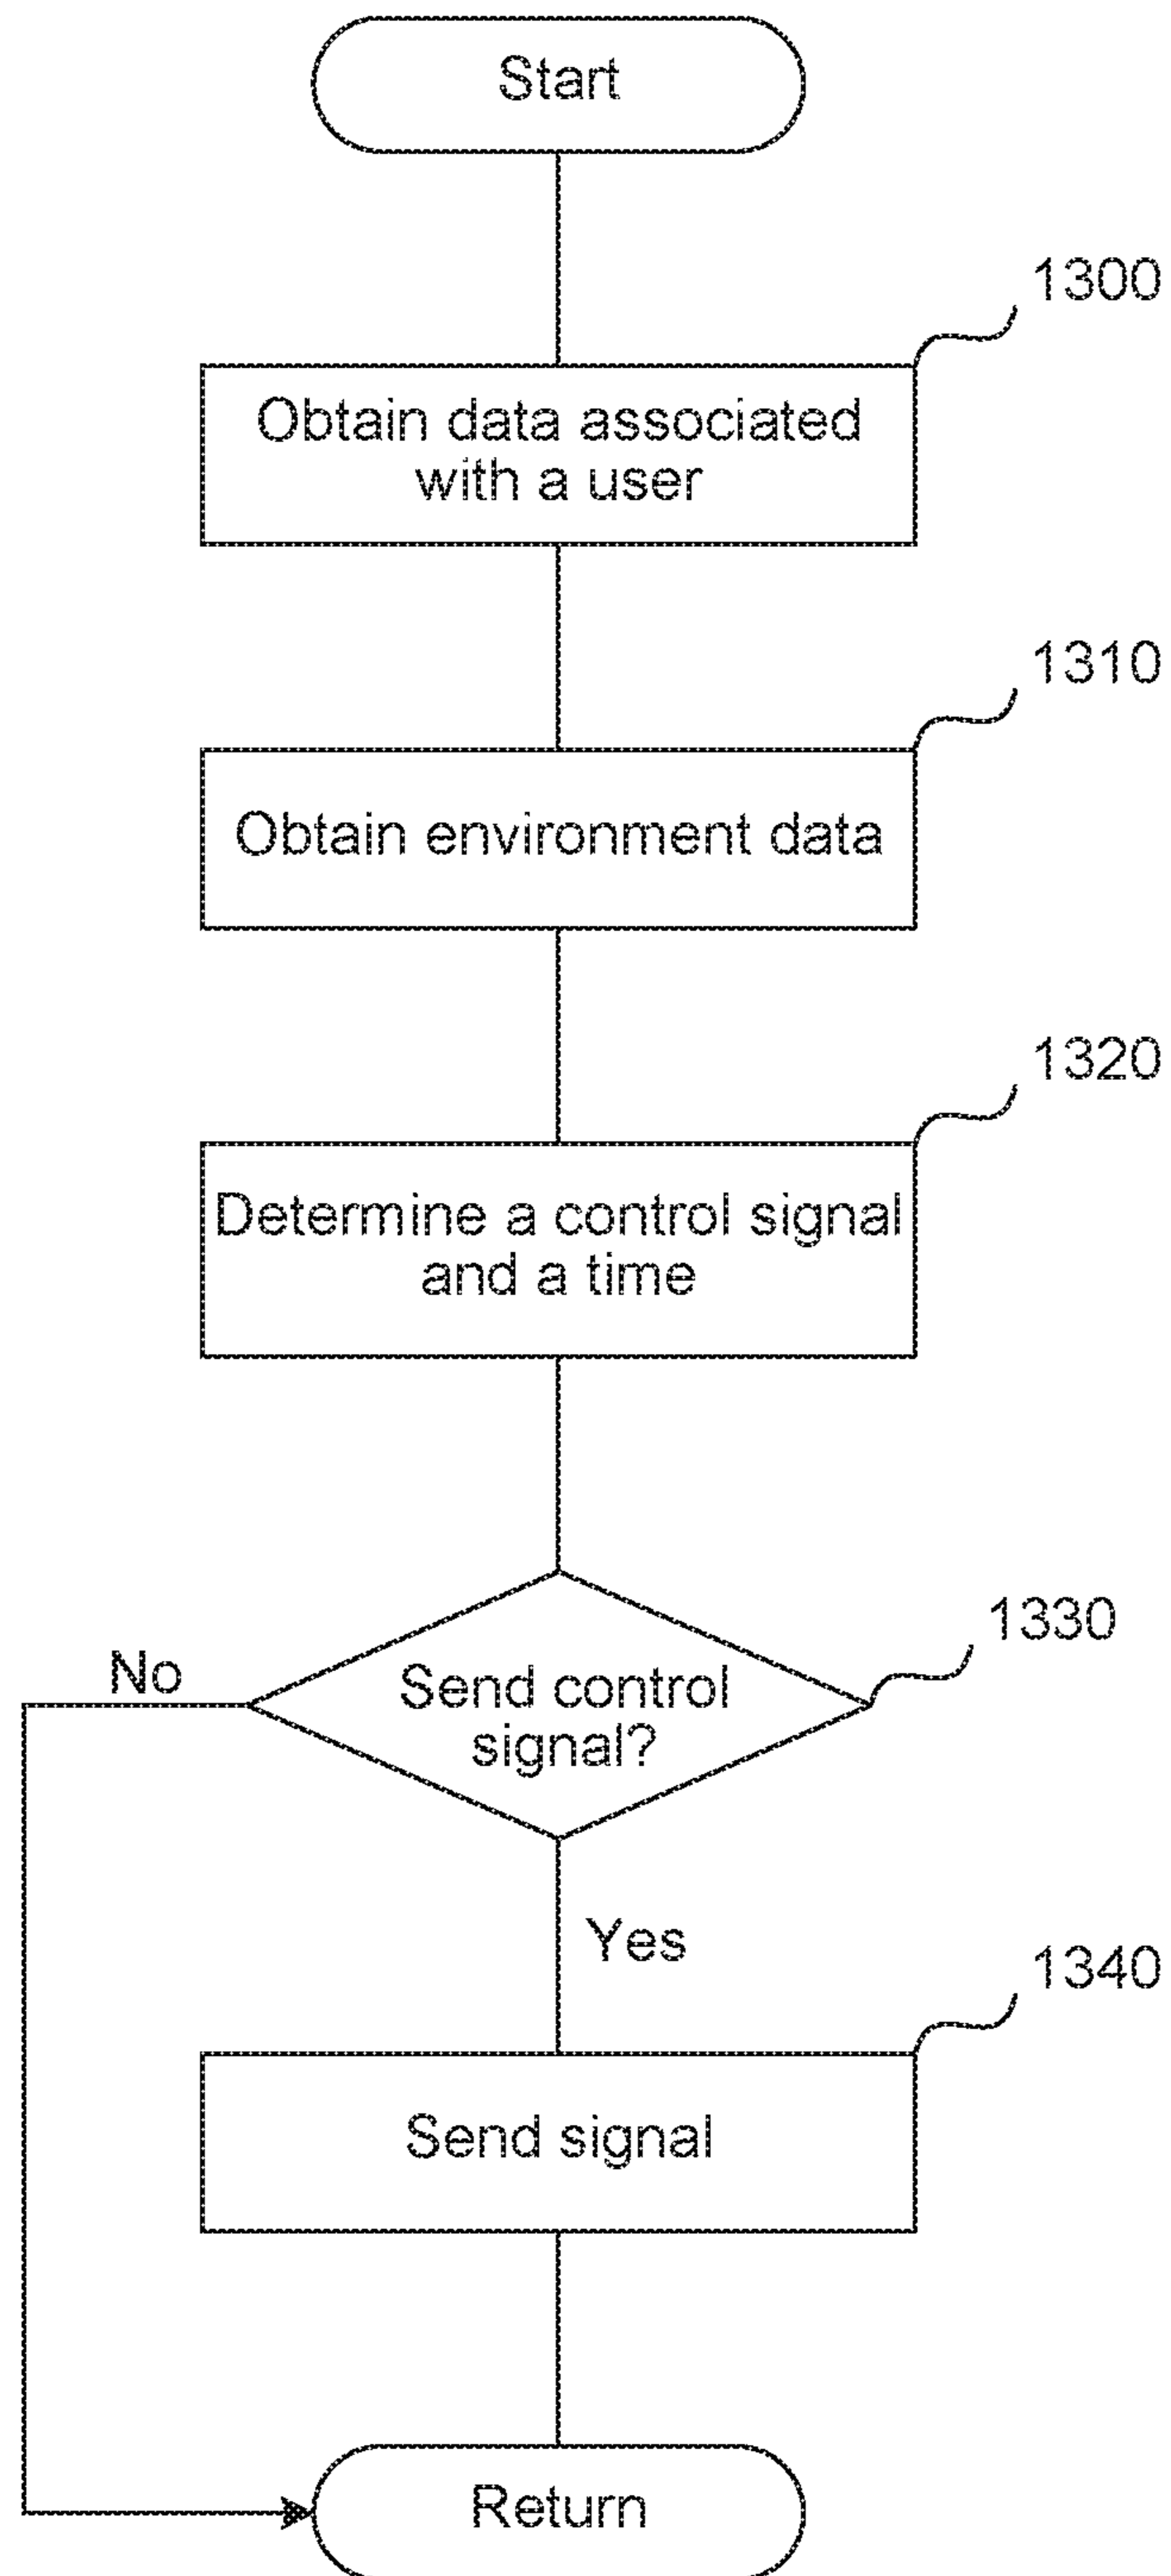 Start
1300
Obtain data associated
with a user
1310
Obtain environment data
1320
Determine a control signal
and a time
1330
No
Send control
signal?
Yes
1340
Send signal
Return